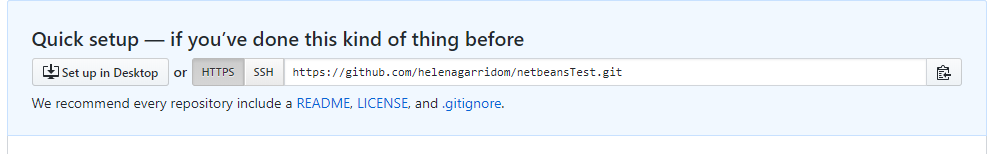 Quick setup — if you’ve done this kind of thing before
Set up in Desktop or HTTPS SSH https://github.com/helenagarridom/netbeansTest.git
We recommend every repository include a README, LICENSE, and .gitignore.